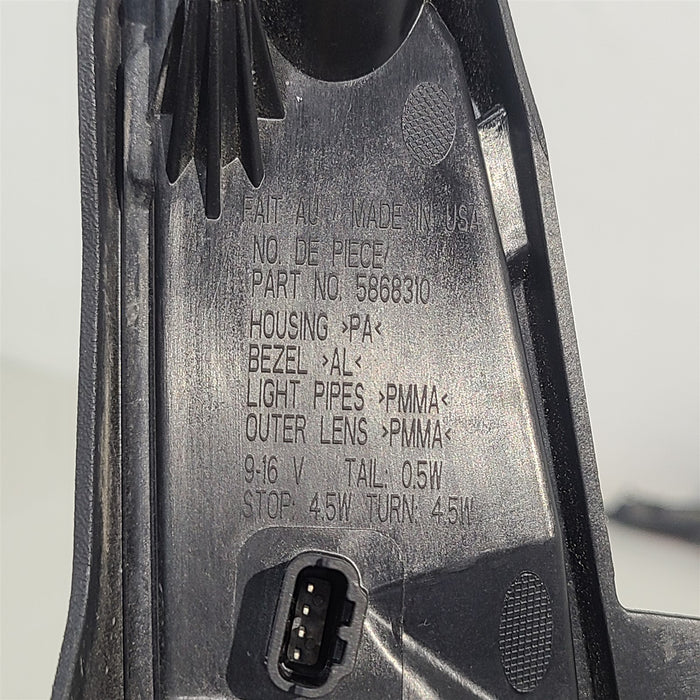 FAIT AU / MADE IN USA
NO. DE PIECE/
PART NO. 5868310
HOUSING >PA<
BEZEL >AL<
LIGHT PIPES >PMMA<
OUTER LENS >PMMA<
9-16 V TAIL: 0.5W
STOP: 4.5W TURN: 4.5W